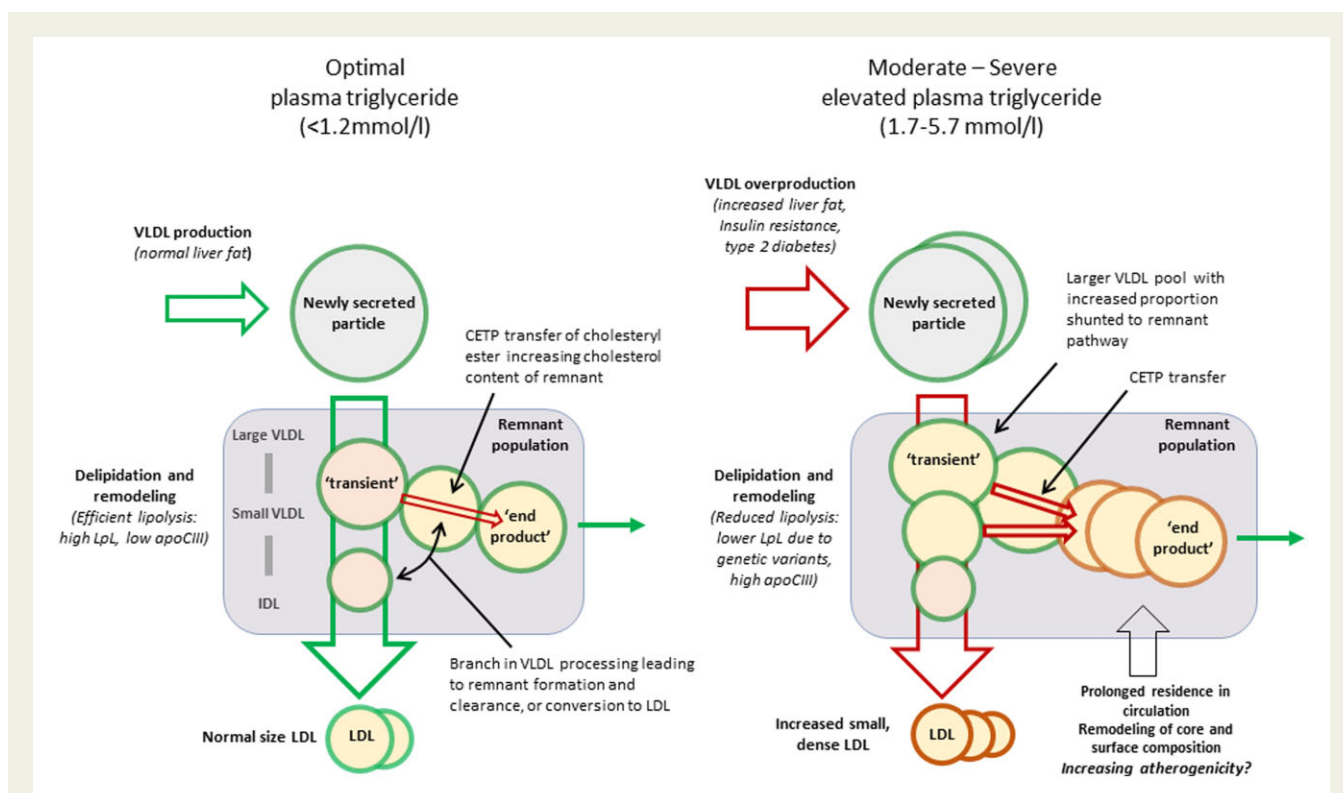 Optimal
plasma triglyceride
(<1.2mmol/l)
VLDL production
(normal liver fat)
Newly secreted
particle
CETP transfer of cholesteryl
ester increasing cholesterol
content of remnant
Remnant
population
Large VLDL
Small VLDL
IDL
Delipidation and
remodeling
(Efficient lipolysis:
high LpL, low apoCIII)
'transient'
'end
product'
Branch in VLDL processing leading
to remnant formation and
clearance, or conversion to LDL
Normal size LDL
LDL
Moderate – Severe
elevated plasma triglyceride
(1.7-5.7 mmol/l)
VLDL overproduction
(increased liver fat,
Insulin resistance,
type 2 diabetes)
Newly secreted
particle
Larger VLDL pool with
increased proportion
shunted to remnant
pathway
CETP transfer
Remnant
population
Delipidation and
remodeling
(Reduced lipolysis:
lower LpL due to
genetic variants,
high apoCIII)
'transient'
'end
product'
Increased small,
dense LDL
LDL
Prolonged residence in
circulation
Remodeling of core and
surface composition
Increasing atherogenicity?